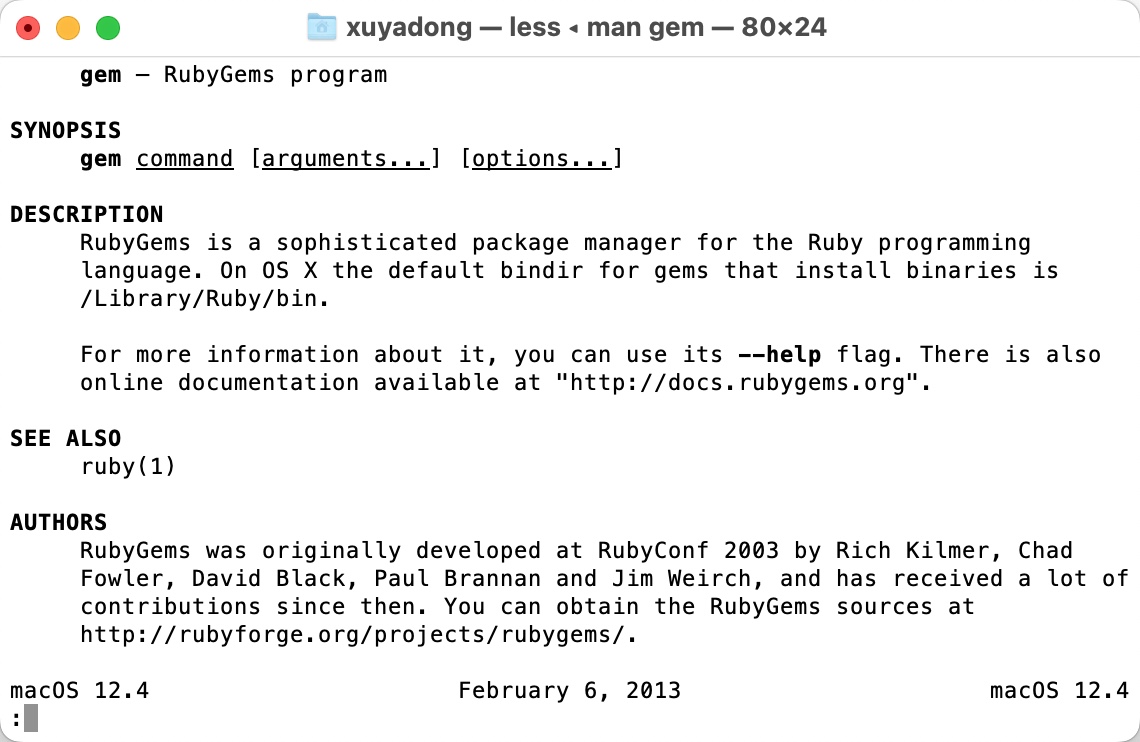 xuyadong — less ◂ man gem — 80×24
gem – RubyGems program
SYNOPSIS
gem command [arguments...] [options...]
DESCRIPTION
RubyGems is a sophisticated package manager for the Ruby programming
language. On OS X the default bindir for gems that install binaries is
/Library/Ruby/bin.
For more information about it, you can use its --help flag. There is also
online documentation available at "http://docs.rubygems.org".
SEE ALSO
ruby(1)
AUTHORS
RubyGems was originally developed at RubyConf 2003 by Rich Kilmer, Chad
Fowler, David Black, Paul Brannan and Jim Weirch, and has received a lot of
contributions since then. You can obtain the RubyGems sources at
http://rubyforge.org/projects/rubygems/.
macOS 12.4 February 6, 2013 macOS 12.4
: